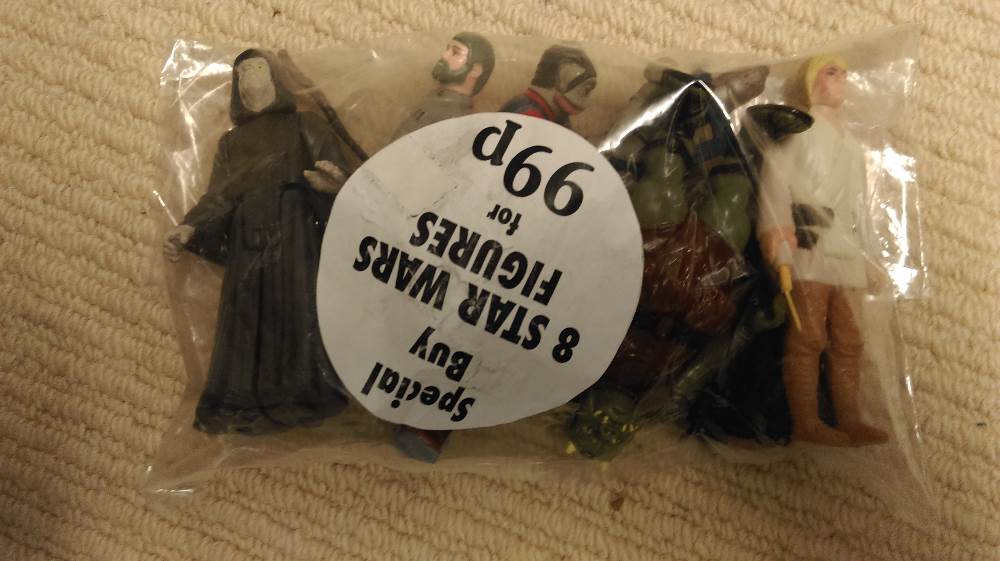 Special
Buy
8 STAR WARS
FIGURES
for
99p